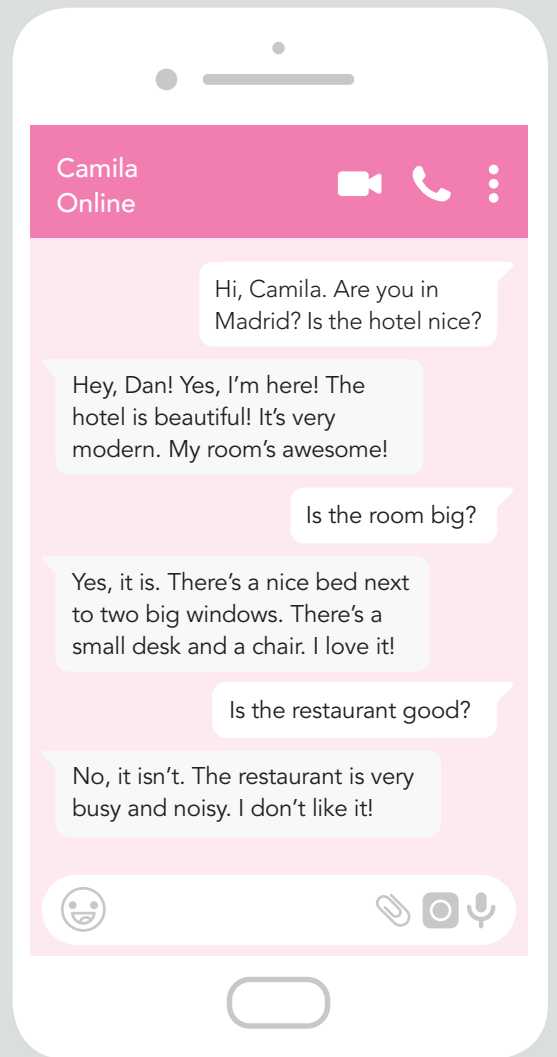 Camila
Online
Hi, Camila. Are you in
Madrid? Is the hotel nice?
Hey, Dan! Yes, I’m here! The
hotel is beautiful! It’s very
modern. My room’s awesome!
Is the room big?
Yes, it is. There’s a nice bed next
to two big windows. There’s a
small desk and a chair. I love it!
Is the restaurant good?
No, it isn’t. The restaurant is very
busy and noisy. I don’t like it!